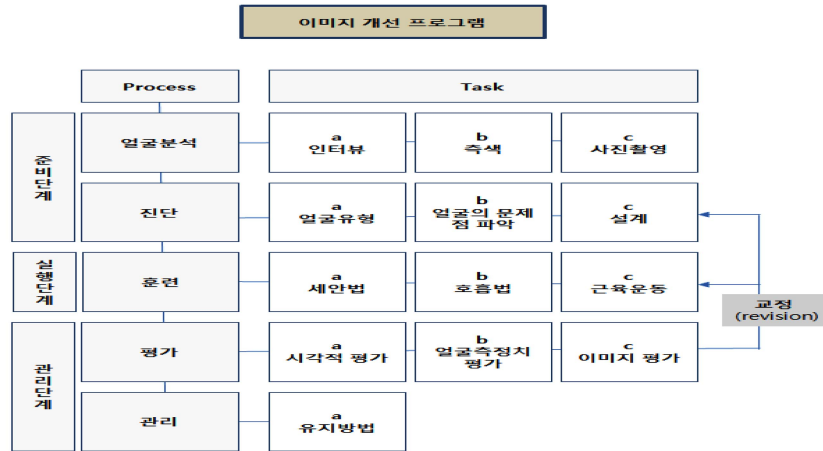 이미지 개선 프로그램
Process
Task
준비단계
얼굴분석
a
인터뷰
b
측색
c
사진촬영
진단
a
얼굴유형
b
얼굴의 문제
점 파악
c
설계
실행단계
훈련
a
세안법
b
호흡법
c
근육운동
교정
(revision)
관리단계
평가
a
시각적 평가
b
얼굴측정치
평가
c
이미지 평가
관리
a
유지방법